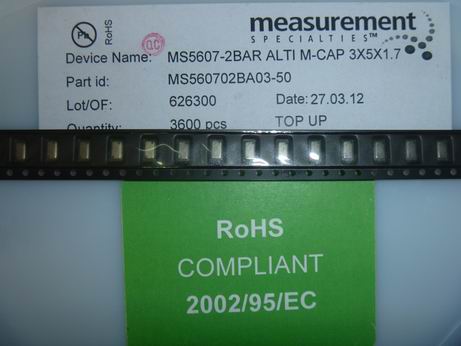 measurement
SPECIALTIES™
Pb
RoHS
QC
Device Name: MS5607-2BAR ALTI M-CAP 3X5X1.7
Part id: MS560702BA03-50
Lot/OF: 626300 Date: 27.03.12
Quantity: 3600 pcs TOP UP
RoHS
COMPLIANT
2002/95/EC